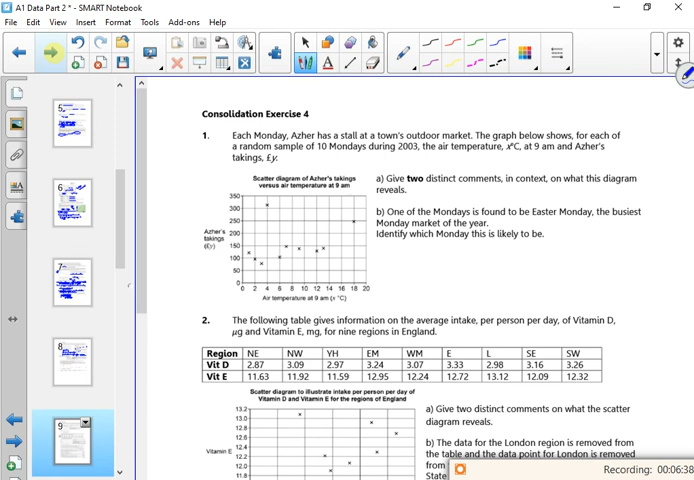 A1 Data Part 2 * - SMART Notebook
File Edit View Insert Format Tools Add-ons Help
5
6
7
8
9
Consolidation Exercise 4
1. Each Monday, Azher has a stall at a town's outdoor market. The graph below shows, for each of
a random sample of 10 Mondays during 2003, the air temperature, x°C, at 9 am and Azher's
takings, £y.
Scatter diagram of Azher's takings
versus air temperature at 9 am
350
300
250
200
150
100
50
0
Azher's
takings
(£y)
0 2 4 6 8 10 12 14 16 18 20
Air temperature at 9 am (x °C)
a) Give two distinct comments, in context, on what this diagram
reveals.
b) One of the Mondays is found to be Easter Monday, the busiest
Monday market of the year.
Identify which Monday this is likely to be.
2. The following table gives information on the average intake, per person per day, of Vitamin D,
μg and Vitamin E, mg, for nine regions in England.
Region NE NW YH EM WM E L SE SW
Vit D 2.87 3.09 2.97 3.24 3.07 3.33 2.98 3.16 3.26
Vit E 11.63 11.92 11.59 12.95 12.24 12.72 13.12 12.09 12.32
Scatter diagram to illustrate intake per person per day of
Vitamin D and Vitamin E for the regions of England
13.2
13.0
12.8
12.6
12.4
12.2
12.0
11.8
Vitamin E
a) Give two distinct comments on what the scatter
diagram reveals.
b) The data for the London region is removed from
the table and the data point for London is removed
from
State
Recording: 00:06:38